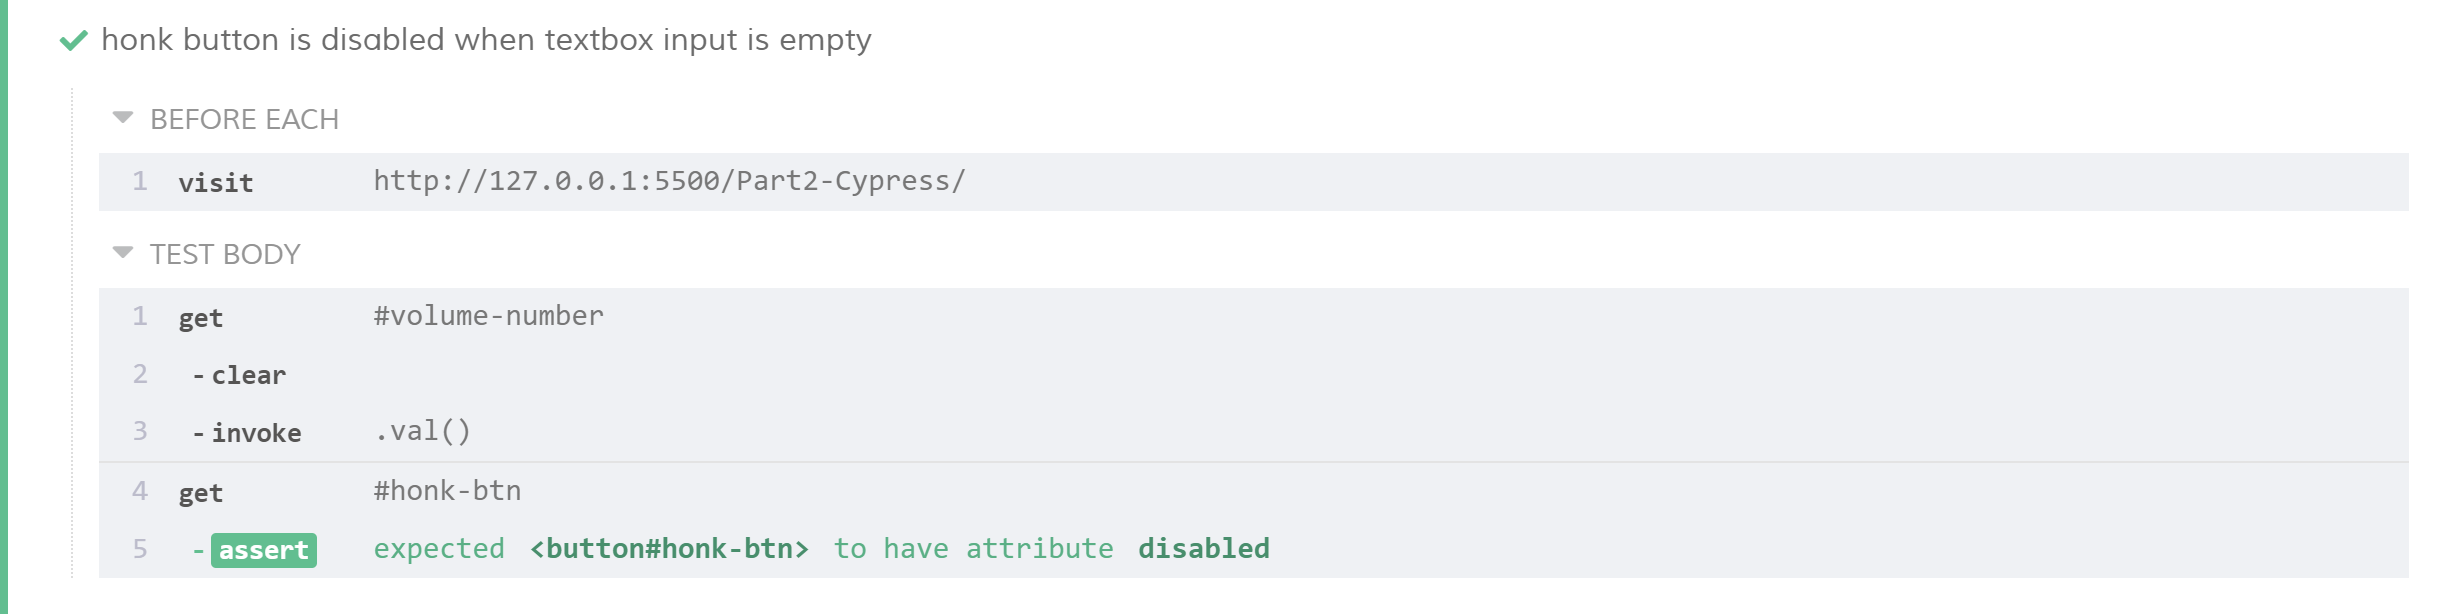 honk button is disabled when textbox input is empty
BEFORE EACH
1 visit http://127.0.0.1:5500/Part2-Cypress/
TEST BODY
1 get #volume-number
2 -clear
3 -invoke .val()
4 get #honk-btn
5 -assert expected <button#honk-btn> to have attribute disabled